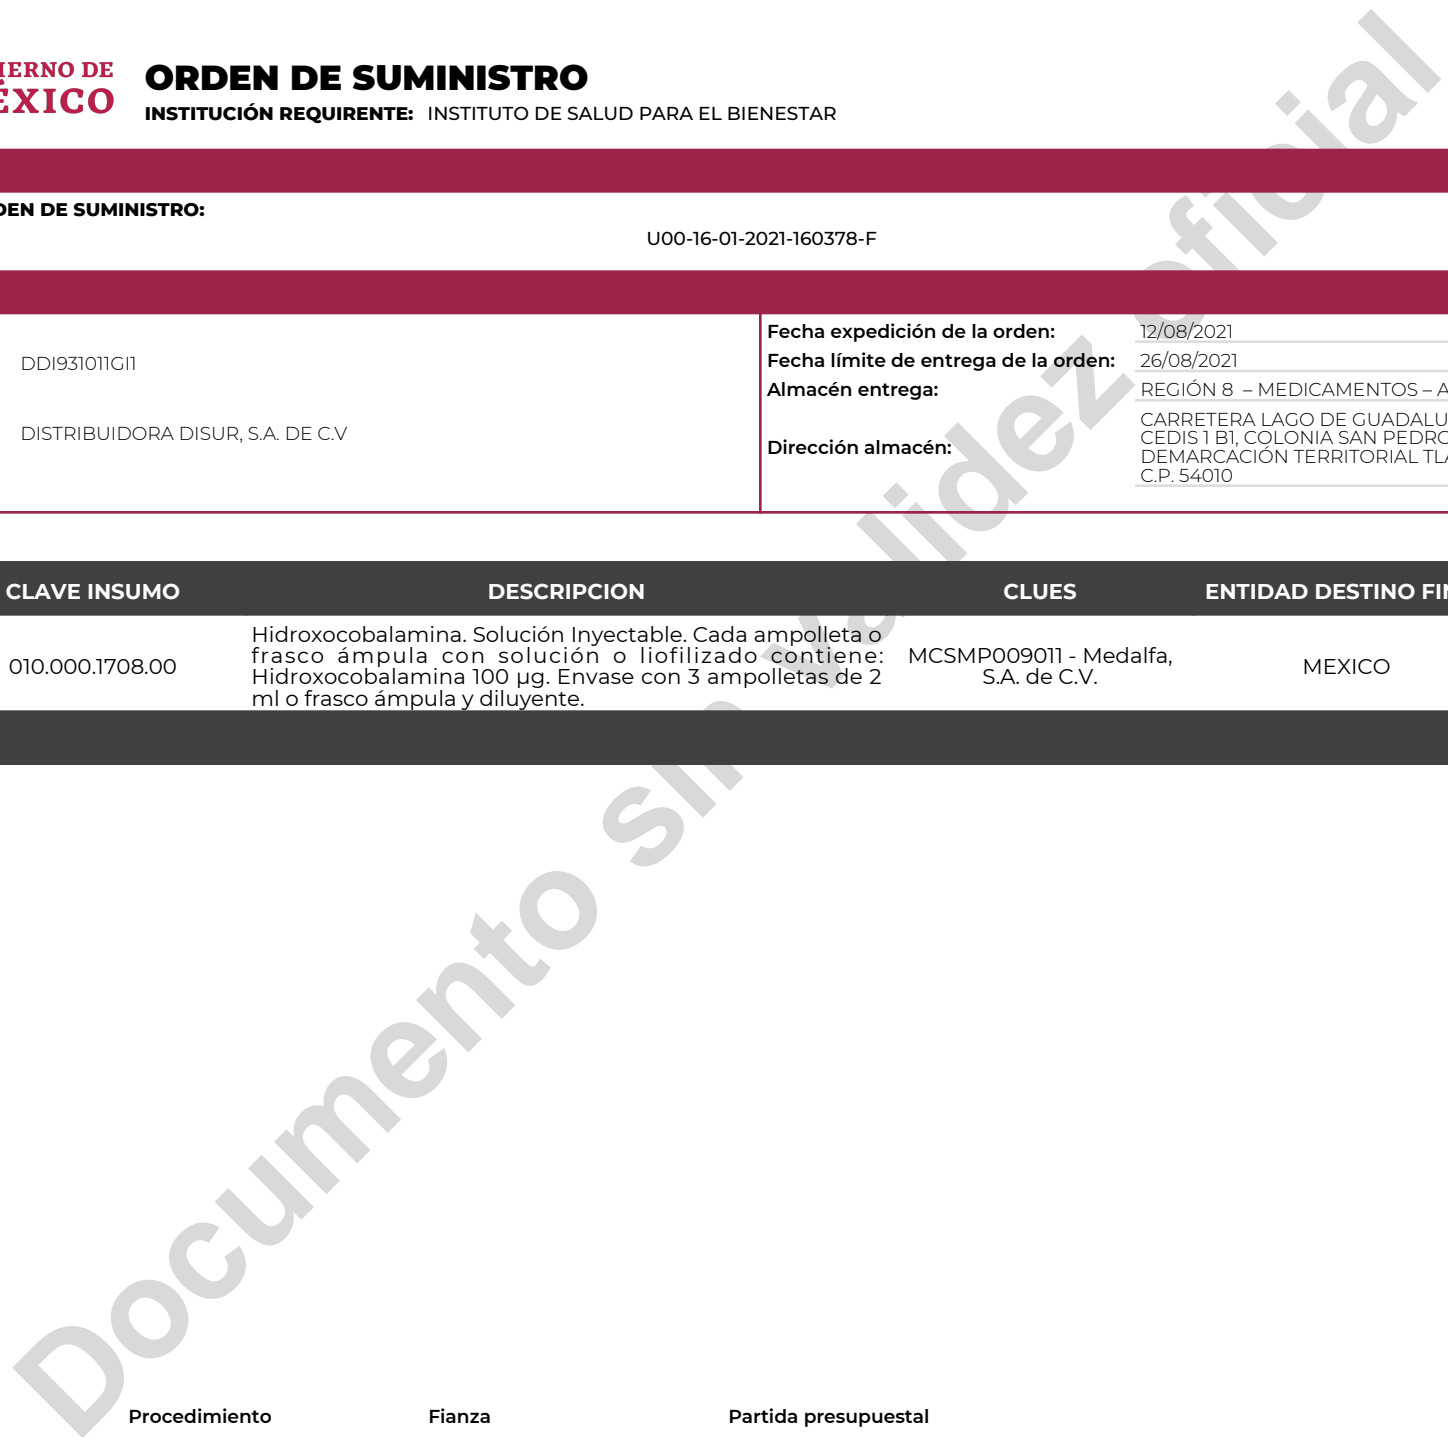 IERNO DE
ÉXICO
ORDEN DE SUMINISTRO
INSTITUCIÓN REQUIRENTE: INSTITUTO DE SALUD PARA EL BIENESTAR
DEN DE SUMINISTRO:
U00-16-01-2021-160378-F
DDI931011GI1
DISTRIBUIDORA DISUR, S.A. DE C.V
Fecha expedición de la orden: 12/08/2021
Fecha límite de entrega de la orden: 26/08/2021
Almacén entrega: REGIÓN 8 – MEDICAMENTOS – A
Dirección almacén:
CARRETERA LAGO DE GUADALU
CEDIS 1 B1, COLONIA SAN PEDRO
DEMARCACIÓN TERRITORIAL TLA
C.P. 54010
CLAVE INSUMO DESCRIPCION CLUES ENTIDAD DESTINO FIN
010.000.1708.00
Hidroxocobalamina. Solución Inyectable. Cada ampolleta o
frasco ámpula con solución o liofilizado contiene:
Hidroxocobalamina 100 µg. Envase con 3 ampolletas de 2
ml o frasco ámpula y diluyente.
MCSMP009011 - Medalfa,
S.A. de C.V.
MEXICO
Documento sin validez oficial
Procedimiento Fianza Partida presupuestal